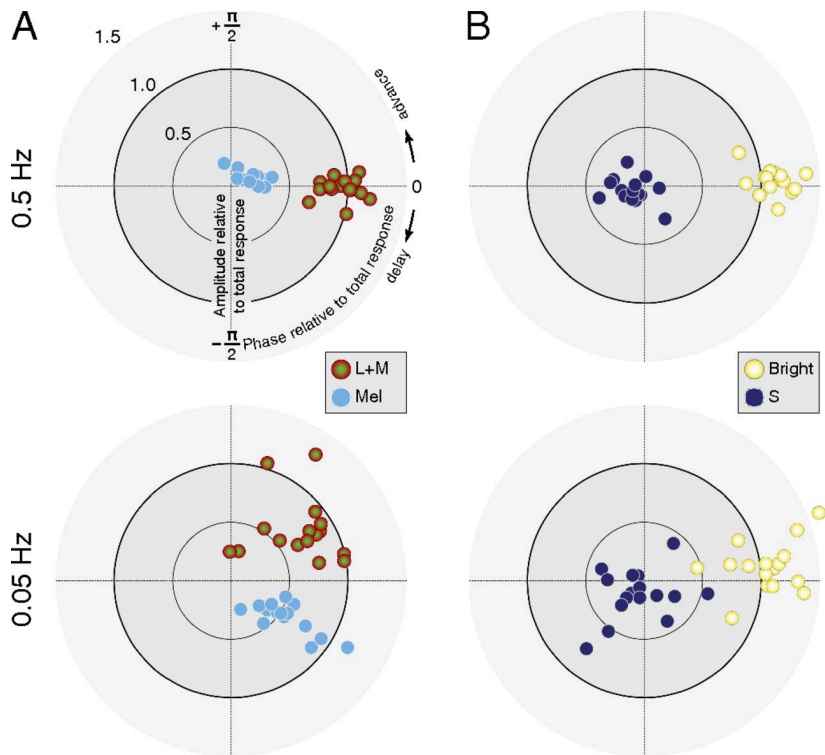 A
B
1.5
+ π/2
1.0
0.5
advance
0
0.5 Hz
Amplitude relative
to total response
Phase relative to total response
delay
− π/2
L+M
Mel
Bright
S
0.05 Hz